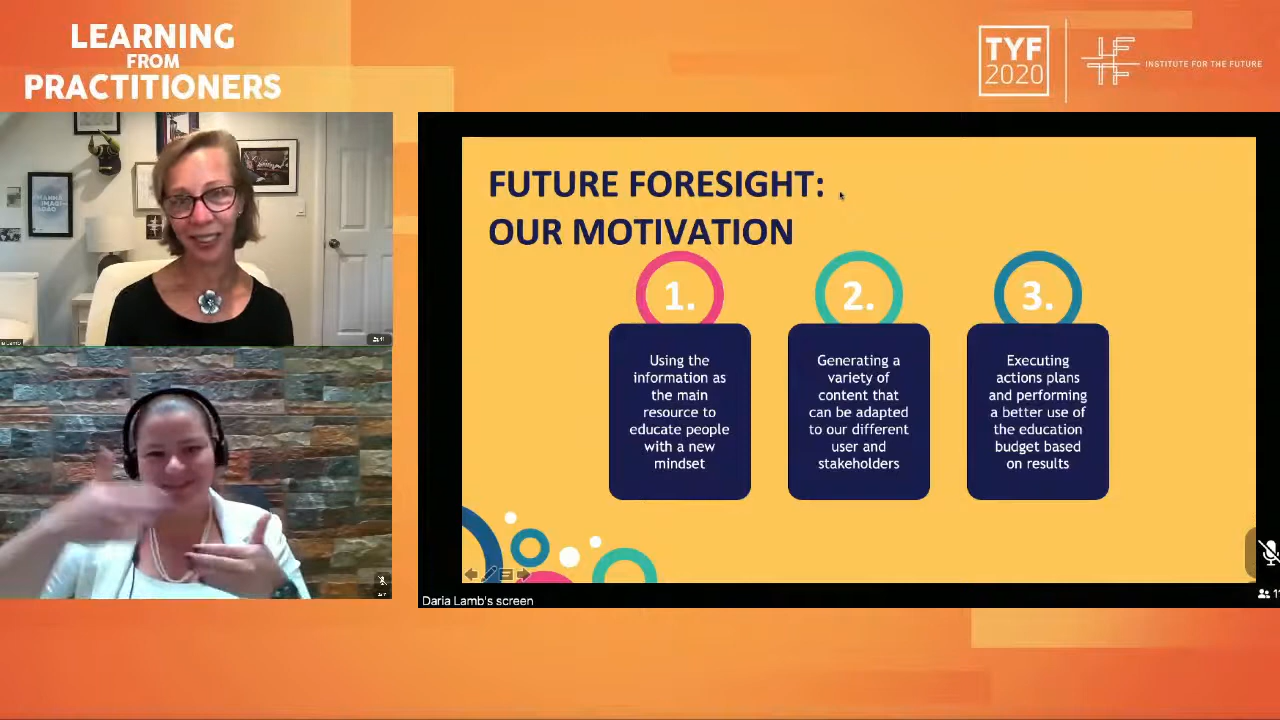 LEARNING
FROM
PRACTITIONERS
TYF
2020
INSTITUTE FOR THE FUTURE
FUTURE FORESIGHT:
OUR MOTIVATION
1.
Using the
information as
the main
resource to
educate people
with a new
mindset
2.
Generating a
variety of
content that
can be adapted
to our different
user and
stakeholders
3.
Executing
actions plans
and performing
a better use of
the education
budget based
on results
Daria Lamb's screen